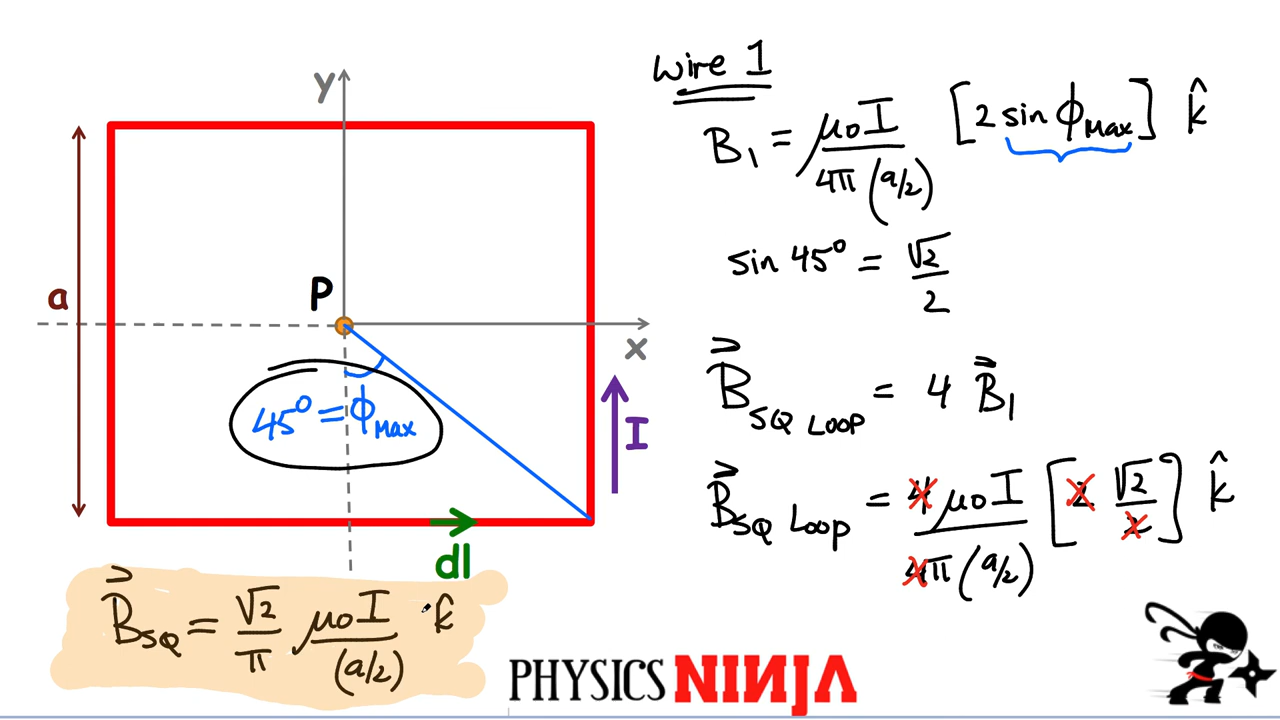 wire 1
B₁ = μ₀I / 4π(a/2) [2 sin ϕMax] k̂
sin 45° = √2 / 2
B⃗SQ LOOP = 4 B⃗₁
B⃗SQ LOOP = 4μ₀I / 4π(a/2) [2 √2 / 2] k̂
y
P
a
x
45° = ϕMax
I
dl
B⃗SQ = √2 / π μ₀I / (a/2) k̂
PHYSICS NINJA